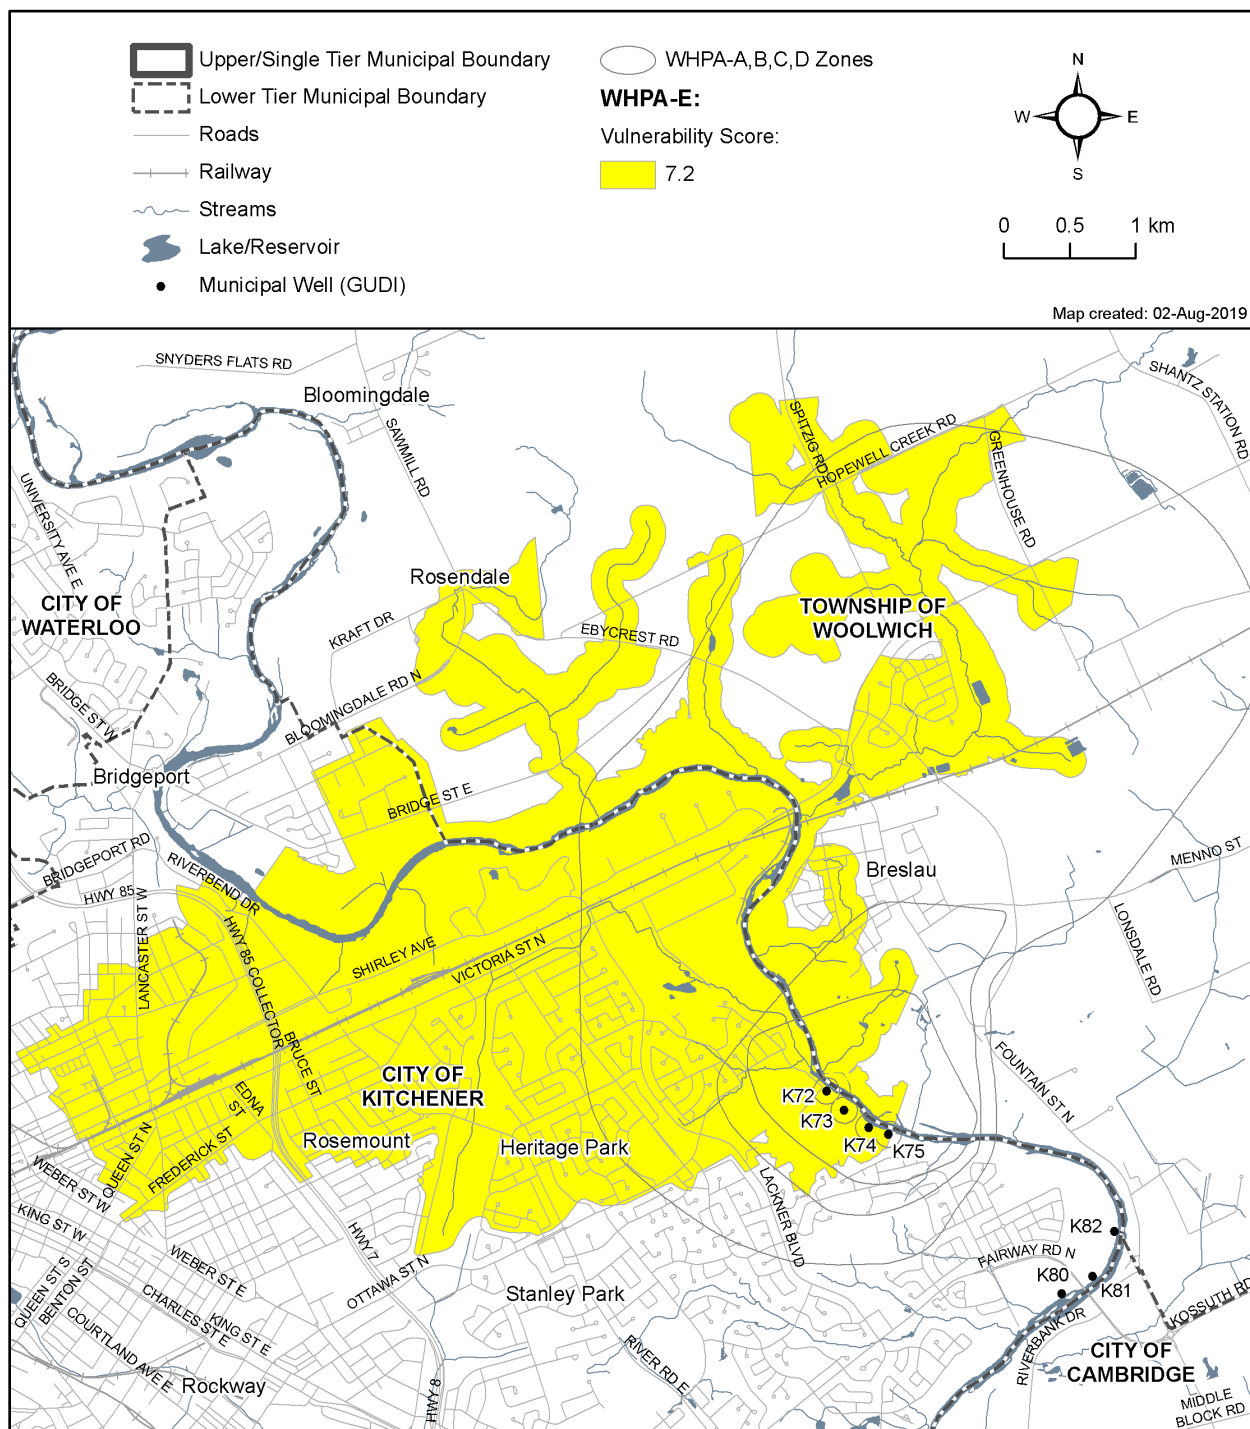 Upper/Single Tier Municipal Boundary
Lower Tier Municipal Boundary
Roads
Railway
Streams
Lake/Reservoir
Municipal Well (GUDI)
WHPA-A,B,C,D Zones
WHPA-E:
Vulnerability Score:
7.2
N
W
E
S
0 0.5 1 km
Map created: 02-Aug-2019
SNYDERS FLATS RD
Bloomingdale
SAWMILL RD
SPITZIG RD
HOPEWELL CREEK RD
GREENHOUSE RD
SHANTZ STATION RD
UNIVERSITY AVE E
CITY OF
WATERLOO
Rosendale
KRAFT DR
EBYCREST RD
TOWNSHIP OF
WOOLWICH
BRIDGE ST W
BLOOMINGDALE RD N
Bridgeport
BRIDGE ST E
BRIDGEPORT RD
RIVERBEND DR
HWY 85
LANCASTER ST W
HWY 85 COLLECTOR
SHIRLEY AVE
VICTORIA ST N
Breslau
MENNO ST
LONSDALE RD
FOUNTAIN ST N
BRUCE ST
EDNA
ST
CITY OF
KITCHENER
K72
K73
K74
K75
QUEEN ST N
FREDERICK ST
Rosemount
Heritage Park
LACKNER BLVD
WEBER ST W
KING ST W
QUEEN ST S
BENTON ST
WEBER ST E
CHARLES ST E
KING ST E
COURTLAND AVE E
Rockway
HWY 7
OTTAWA ST N
HWY 8
Stanley Park
RIVER RD E
FAIRWAY RD N
K82
K80
K81
RIVERBANK DR
KOSSUTH RD
CITY OF
CAMBRIDGE
MIDDLE
BLOCK RD